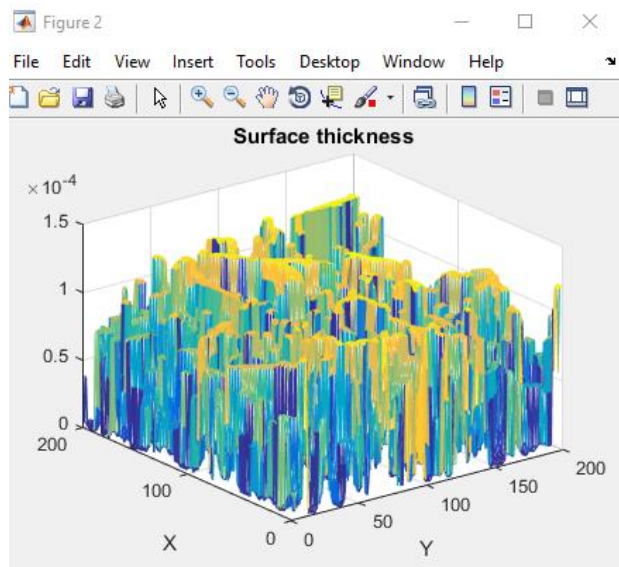 Figure 2
File Edit View Insert Tools Desktop Window Help
Surface thickness
×10⁻⁴
1.5
1
0.5
0
200
100
0
X
0
50
100
150
200
Y